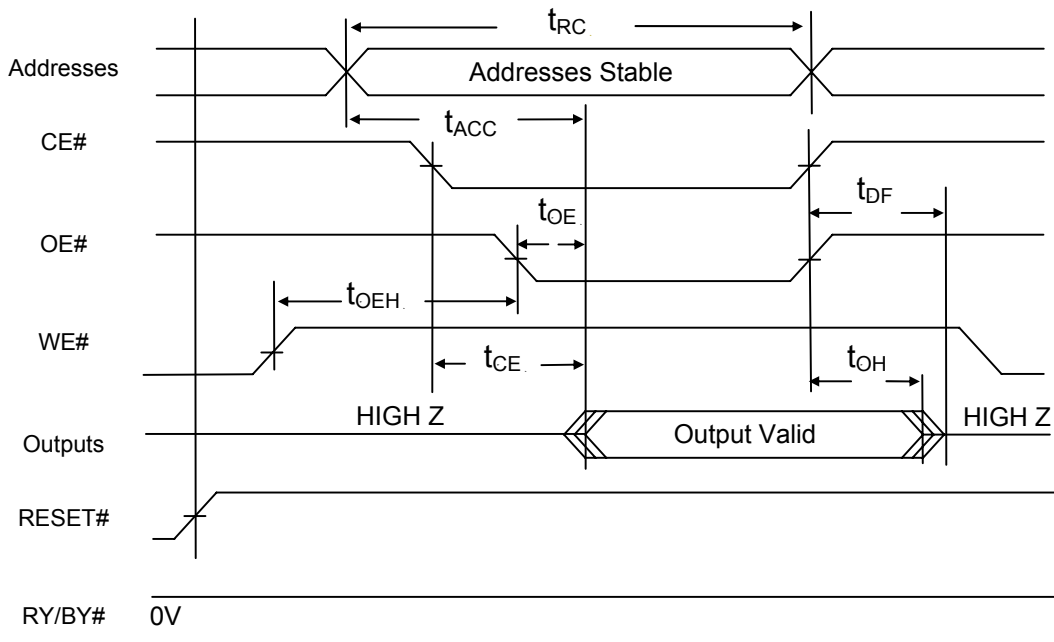 tRC
Addresses
Addresses Stable
tACC
CE#
tDF
tOE
OE#
tOEH
WE#
tCE
tOH
HIGH Z
HIGH Z
Output Valid
Outputs
RESET#
RY/BY#
0V